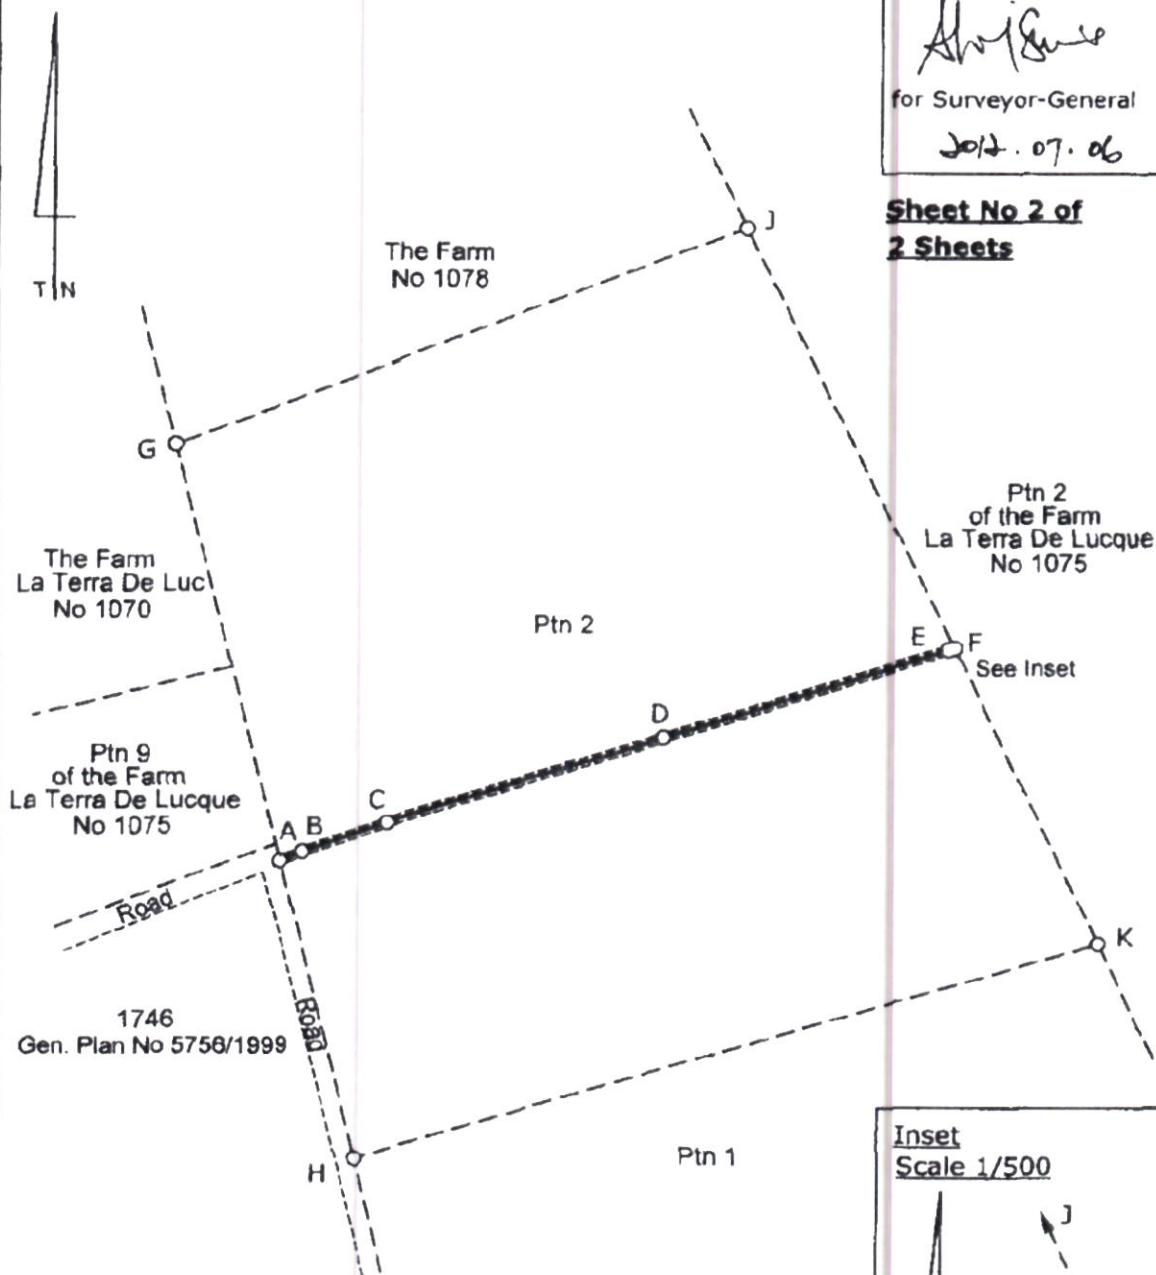 for Surveyor-General
2012.07.06
Sheet No 2 of
2 Sheets
T N
J
The Farm
No 1078
G
The Farm
La Terra De Luc
No 1070
Ptn 2
of the Farm
La Terra De Lucque
No 1075
Ptn 2
E F
See Inset
D
Ptn 9
of the Farm
La Terra De Lucque
No 1075
C
A B
Road
K
1746
Gen. Plan No 5756/1999
Road
H
Ptn 1
Inset
Scale 1/500
J